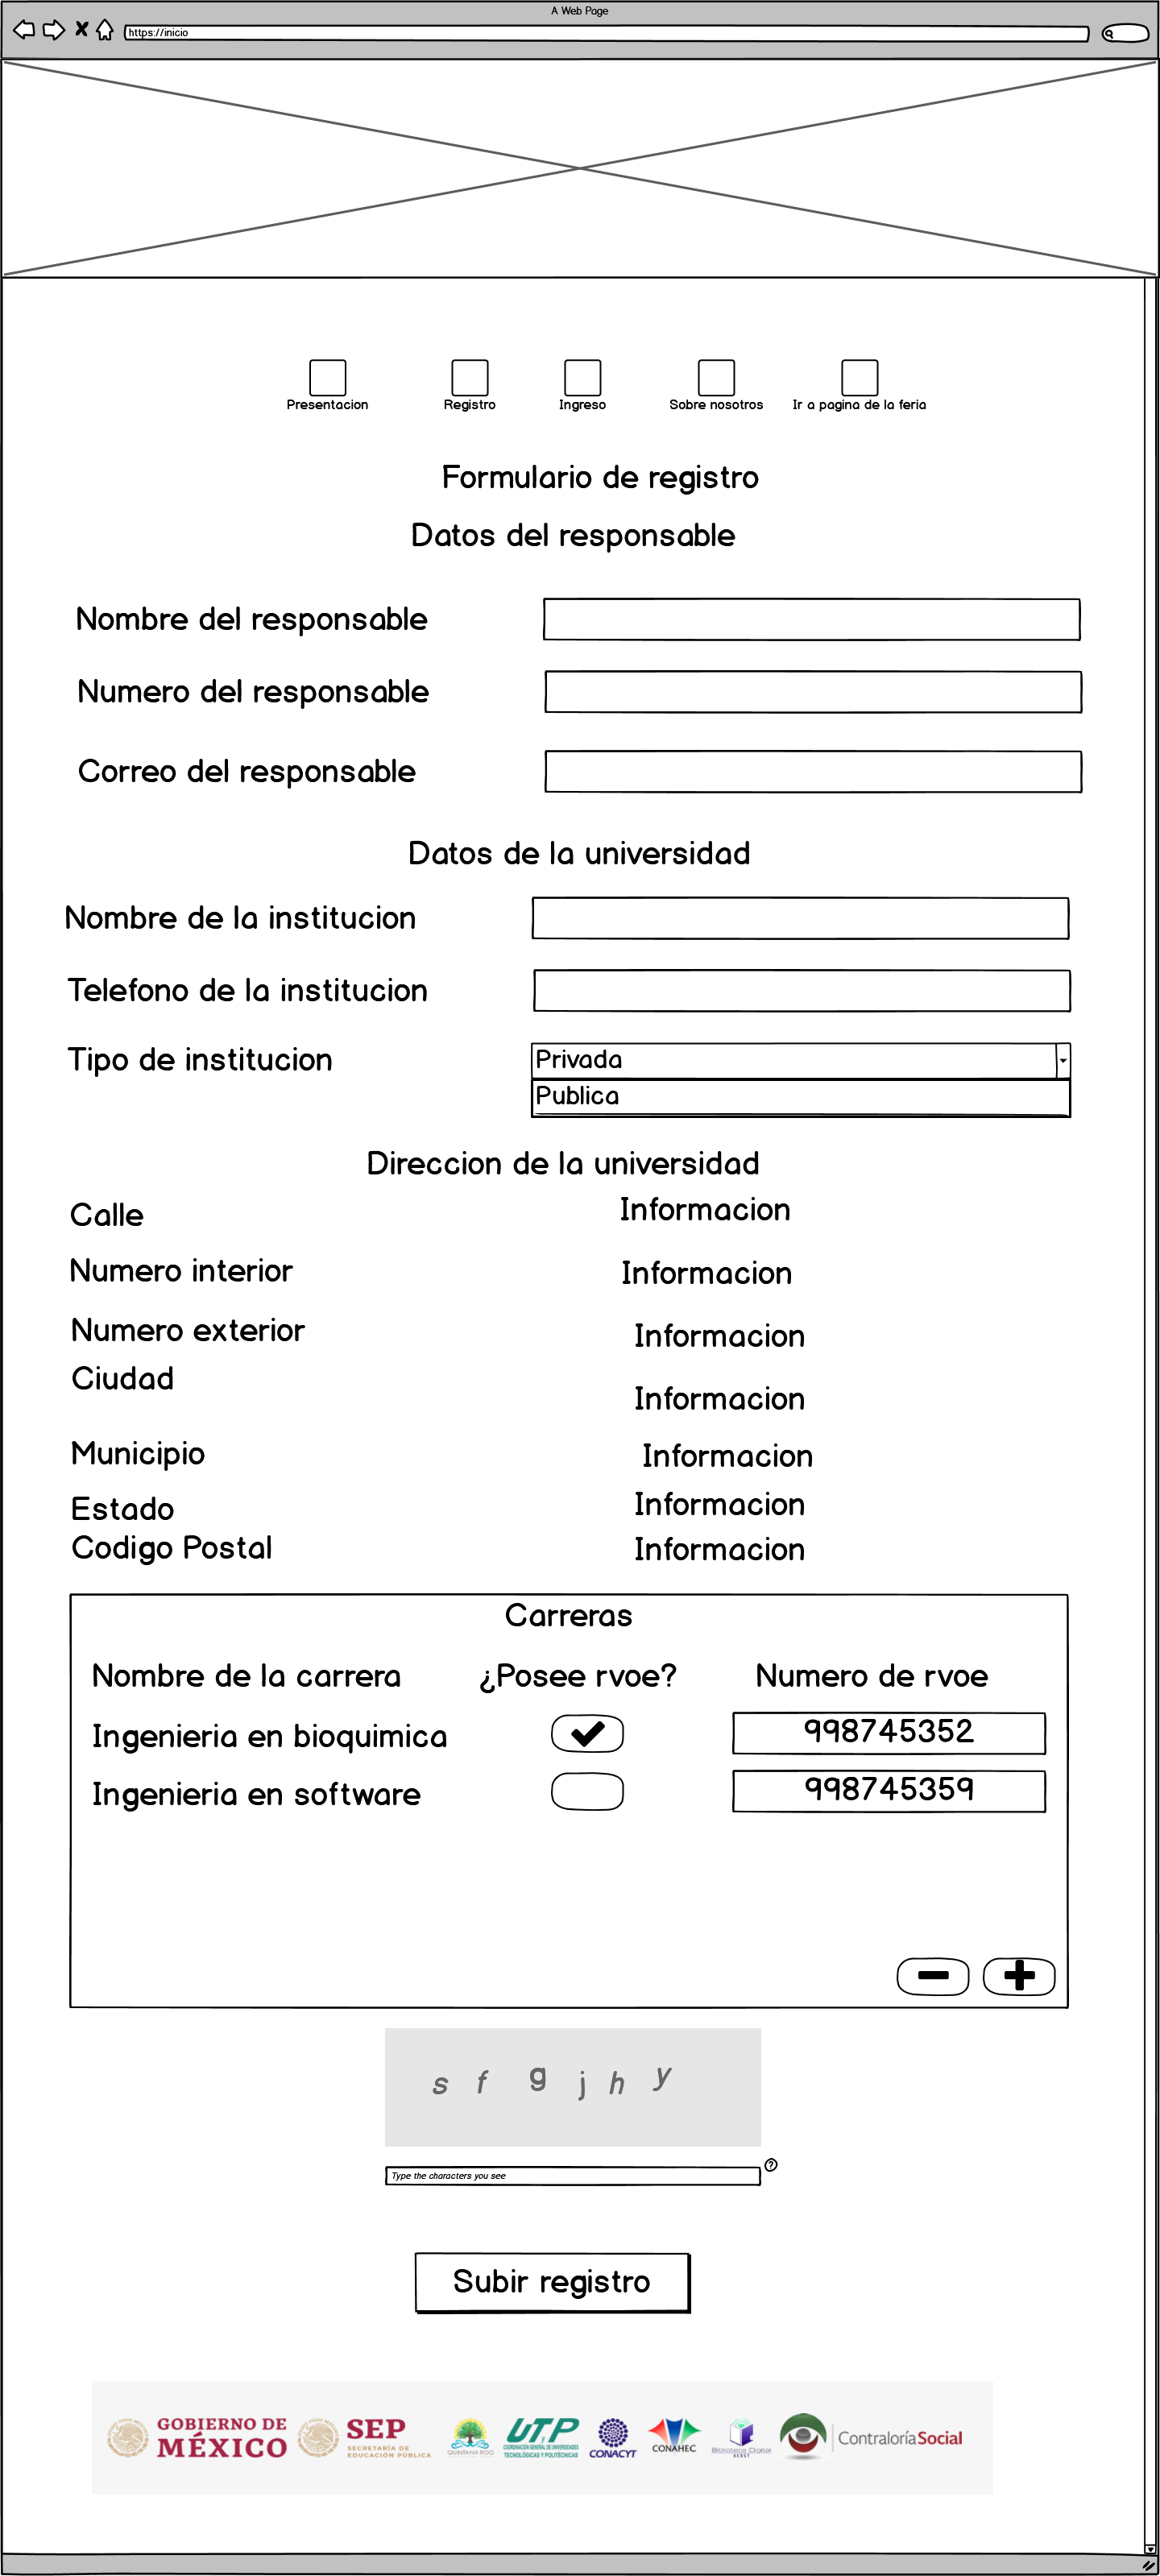 A Web Page
https://inicio
Presentacion Registro Ingreso Sobre nosotros Ir a pagina de la feria
Formulario de registro
Datos del responsable
Nombre del responsable
Numero del responsable
Correo del responsable
Datos de la universidad
Nombre de la institucion
Telefono de la institucion
Tipo de institucion Privada
Publica
Direccion de la universidad
Calle Informacion
Numero interior Informacion
Numero exterior Informacion
Ciudad Informacion
Municipio Informacion
Estado Informacion
Codigo Postal Informacion
Carreras
Nombre de la carrera ¿Posee rvoe? Numero de rvoe
Ingenieria en bioquimica 998745352
Ingenieria en software 998745359
s f g j h y
Type the characters you see ?
Subir registro
GOBIERNO DE
MÉXICO
SEP
SECRETARÍA DE
EDUCACIÓN PÚBLICA
QUINTANA ROO
UTP
y
COORDINACIÓN GENERAL DE UNIVERSIDADES
TECNOLÓGICAS Y POLITÉCNICAS
CONACYT
CONAHEC
Biblioteca Digital
ECEST
ContraloríaSocial